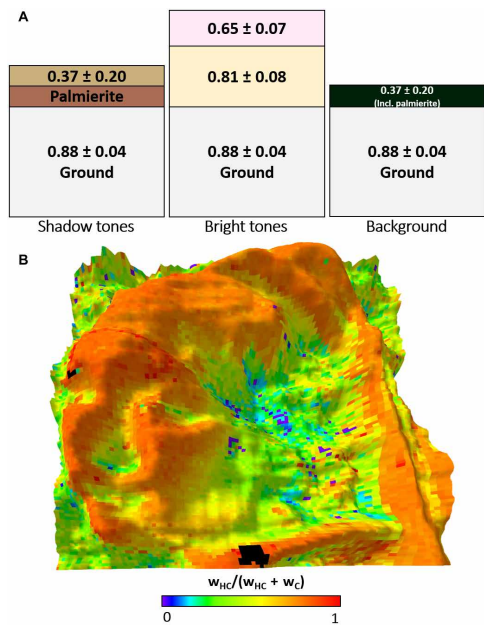 A
0.65 ± 0.07
0.37 ± 0.20
0.81 ± 0.08
Palmierite
0.37 ± 0.20
(Incl. palmierite)
0.88 ± 0.04
Ground
0.88 ± 0.04
Ground
0.88 ± 0.04
Ground
Shadow tones
Bright tones
Background
B
wHC/(wHC + wC)
0
1